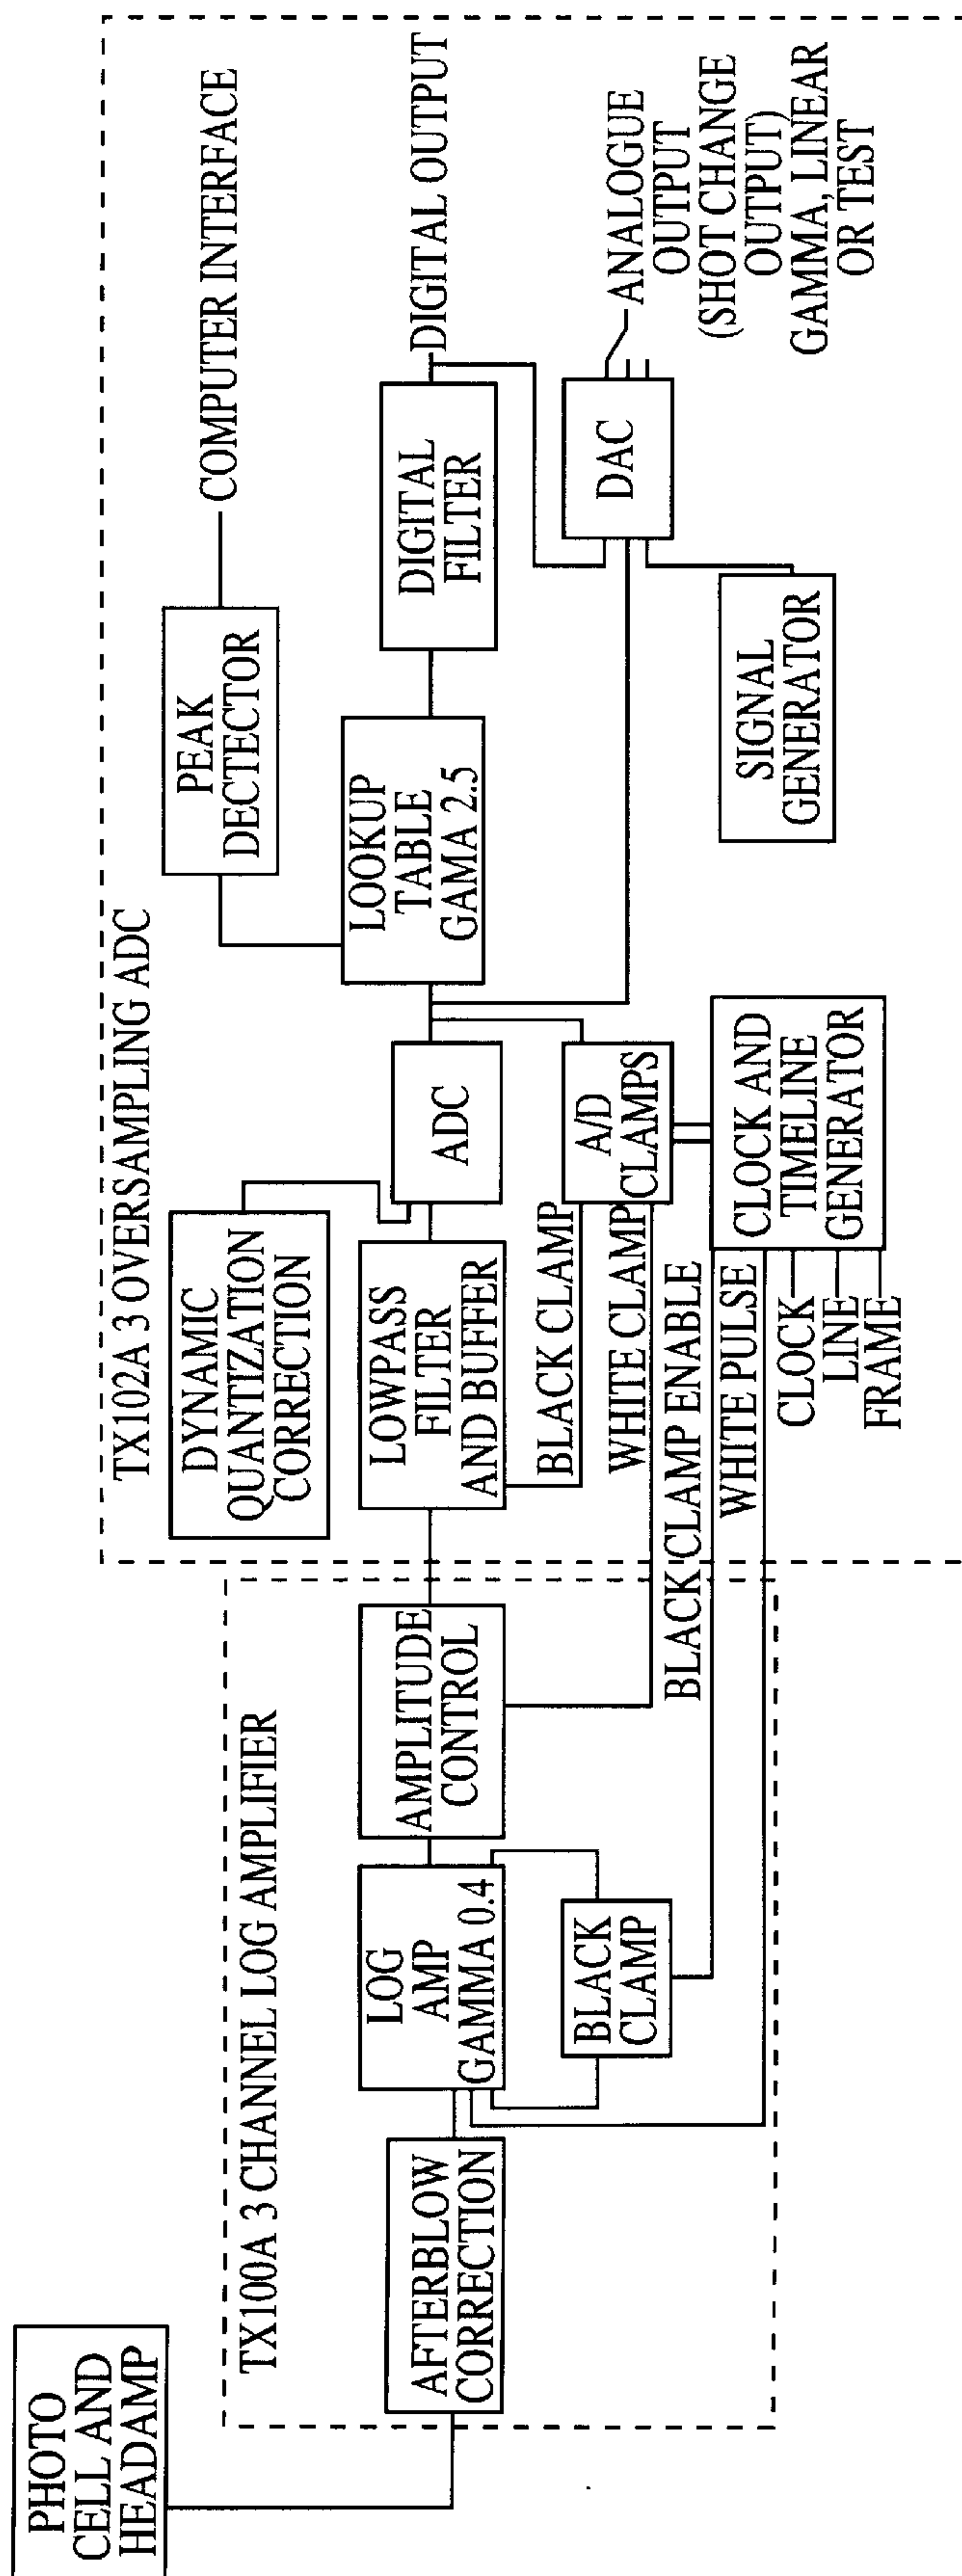 PHOTO
CELL AND
HEADAMP
TX100A 3 CHANNEL LOG AMPLIFIER
AFTERBLOW
CORRECTION
LOG
AMP
GAMMA 0.4
BLACK
CLAMP
AMPLITUDE
CONTROL
TX102A 3 OVERSAMPLING ADC
DYNAMIC
QUANTIZATION
CORRECTION
LOWPASS
FILTER
AND BUFFER
BLACK CLAMP
WHITE CLAMP
BLACK CLAMP ENABLE
WHITE PULSE
CLOCK
LINE
FRAME
ADC
A/D
CLAMPS
CLOCK AND
TIMELINE
GENERATOR
PEAK
DECTECTOR
COMPUTER INTERFACE
LOOKUP
TABLE
GAMA 2.5
DIGITAL
FILTER
DIGITAL OUTPUT
DAC
SIGNAL
GENERATOR
ANALOGUE
OUTPUT
(SHOT CHANGE
OUTPUT)
GAMMA, LINEAR
OR TEST